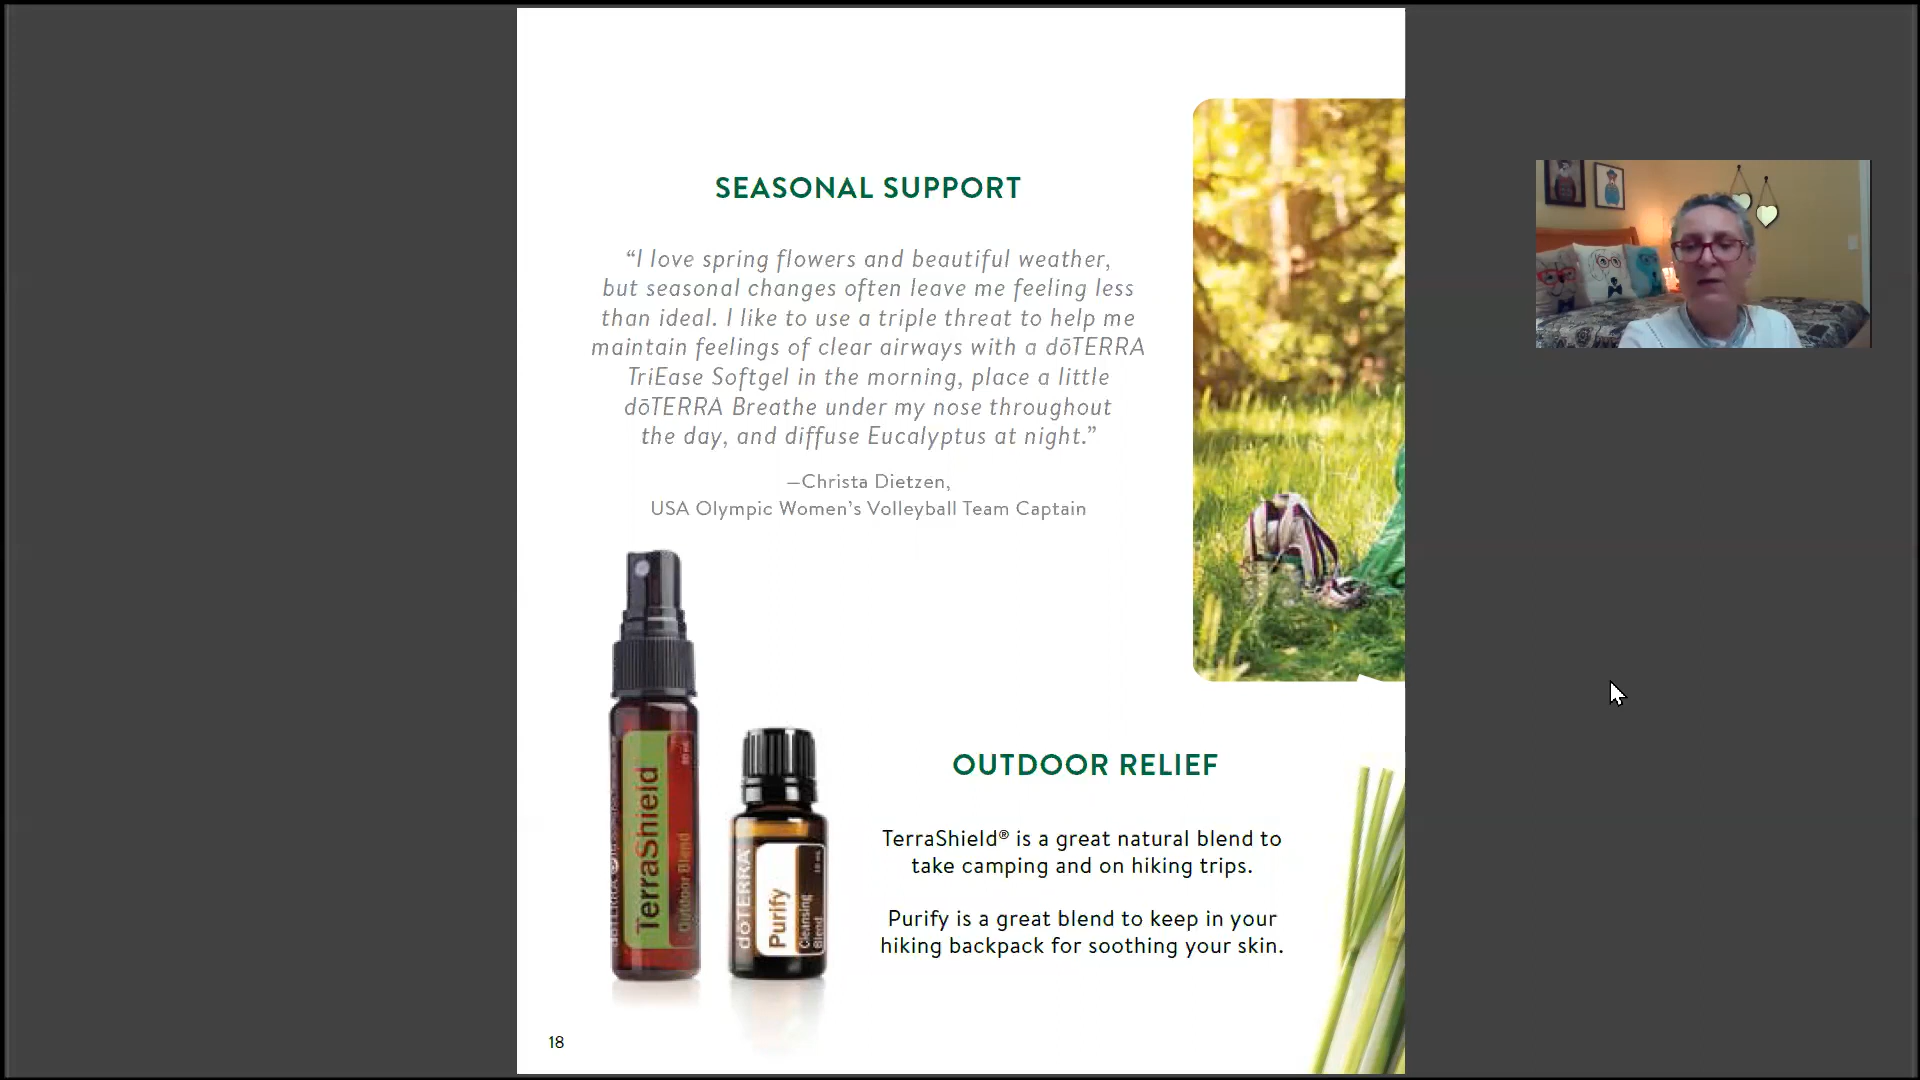 SEASONAL SUPPORT
“I love spring flowers and beautiful weather,
but seasonal changes often leave me feeling less
than ideal. I like to use a triple threat to help me
maintain feelings of clear airways with a dōTERRA
TriEase Softgel in the morning, place a little
dōTERRA Breathe under my nose throughout
the day, and diffuse Eucalyptus at night.”
—Christa Dietzen,
USA Olympic Women’s Volleyball Team Captain
TerraShield
Outdoor Blend
dōTERRA
Purify
Cleansing
Blend
OUTDOOR RELIEF
TerraShield® is a great natural blend to
take camping and on hiking trips.
Purify is a great blend to keep in your
hiking backpack for soothing your skin.
18